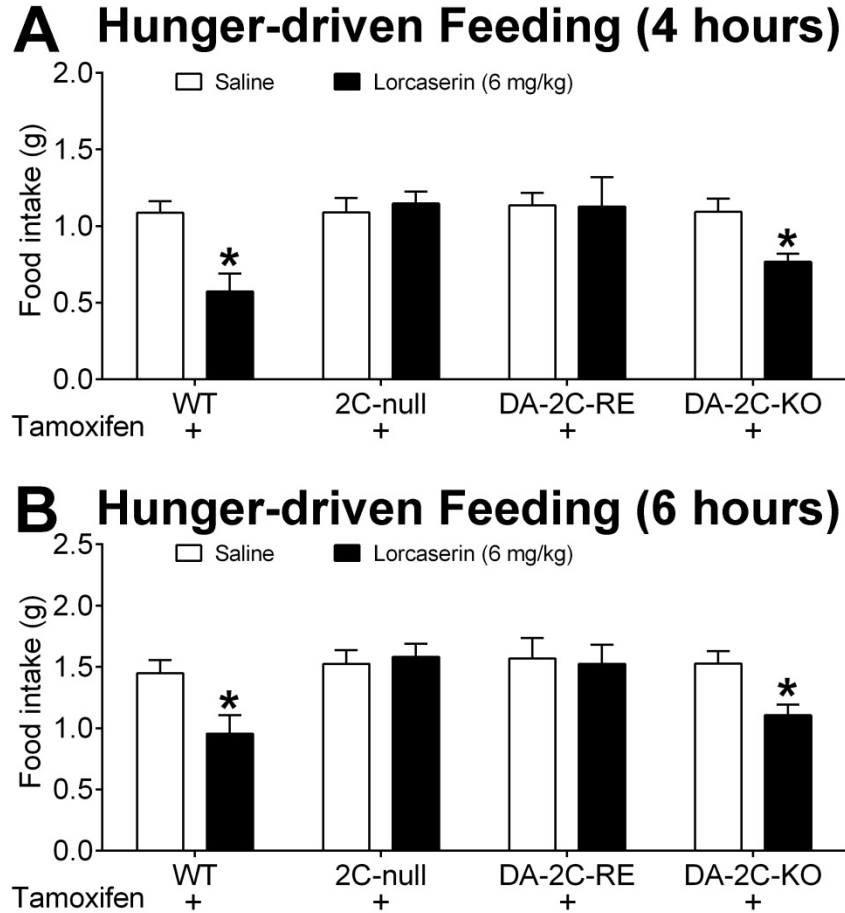 A Hunger-driven Feeding (4 hours)
Saline Lorcaserin (6 mg/kg)
Food intake (g)
2.0
1.5
1.0
0.5
0.0
* *
WT 2C-null DA-2C-RE DA-2C-KO
Tamoxifen + + + +
B Hunger-driven Feeding (6 hours)
Saline Lorcaserin (6 mg/kg)
Food intake (g)
2.5
2.0
1.5
1.0
0.5
0.0
* *
WT 2C-null DA-2C-RE DA-2C-KO
Tamoxifen + + + +